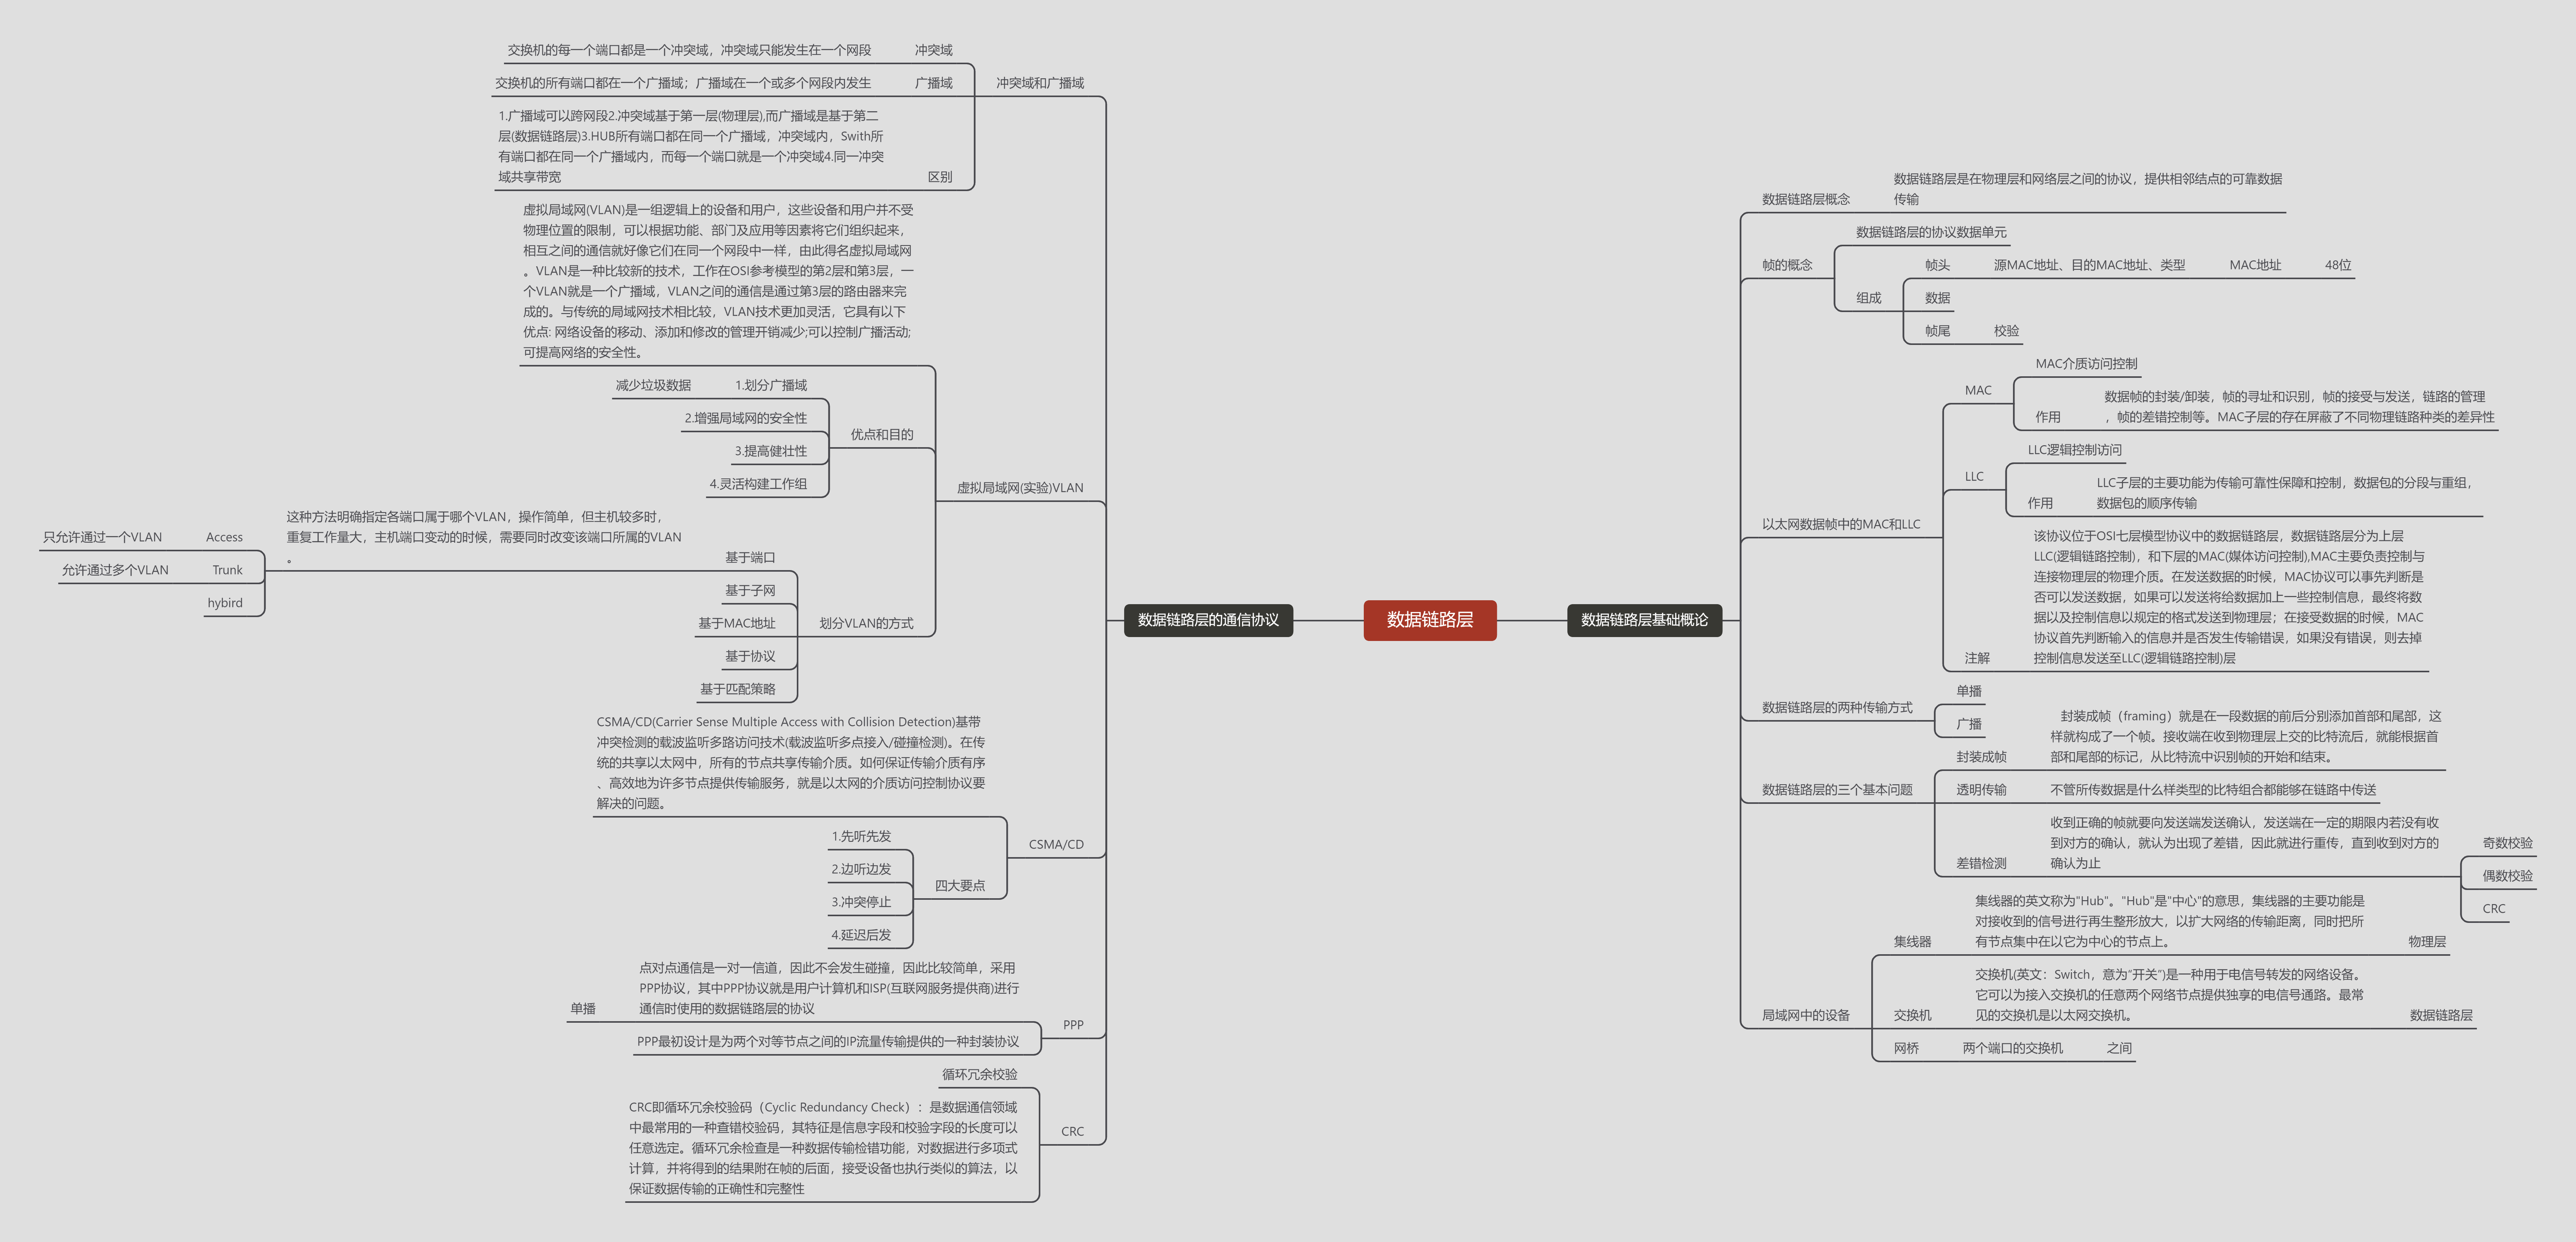 数据链路层
数据链路层基础概论
数据链路层概念
数据链路层是在物理层和网络层之间的协议，提供相邻结点的可靠数据
传输
帧的概念
数据链路层的协议数据单元
组成
帧头
源MAC地址、目的MAC地址、类型
MAC地址
48位
数据
帧尾
校验
以太网数据帧中的MAC和LLC
MAC
MAC介质访问控制
作用
数据帧的封装/卸装，帧的寻址和识别，帧的接受与发送，链路的管理
，帧的差错控制等。MAC子层的存在屏蔽了不同物理链路种类的差异性
LLC
LLC逻辑控制访问
作用
LLC子层的主要功能为传输可靠性保障和控制，数据包的分段与重组，
数据包的顺序传输
注解
该协议位于OSI七层模型协议中的数据链路层，数据链路层分为上层
LLC(逻辑链路控制)，和下层的MAC(媒体访问控制),MAC主要负责控制与
连接物理层的物理介质。在发送数据的时候，MAC协议可以事先判断是
否可以发送数据，如果可以发送将给数据加上一些控制信息，最终将数
据以及控制信息以规定的格式发送到物理层；在接受数据的时候，MAC
协议首先判断输入的信息并是否发生传输错误，如果没有错误，则去掉
控制信息发送至LLC(逻辑链路控制)层
数据链路层的两种传输方式
单播
广播
数据链路层的三个基本问题
封装成帧
封装成帧（framing）就是在一段数据的前后分别添加首部和尾部，这
样就构成了一个帧。接收端在收到物理层上交的比特流后，就能根据首
部和尾部的标记，从比特流中识别帧的开始和结束。
透明传输
不管所传数据是什么样类型的比特组合都能够在链路中传送
差错检测
收到正确的帧就要向发送端发送确认，发送端在一定的期限内若没有收
到对方的确认，就认为出现了差错，因此就进行重传，直到收到对方的
确认为止
奇数校验
偶数校验
CRC
局域网中的设备
集线器
集线器的英文称为"Hub"。"Hub"是"中心"的意思，集线器的主要功能是
对接收到的信号进行再生整形放大，以扩大网络的传输距离，同时把所
有节点集中在以它为中心的节点上。
物理层
交换机
交换机(英文：Switch，意为“开关”)是一种用于电信号转发的网络设备。
它可以为接入交换机的任意两个网络节点提供独享的电信号通路。最常
见的交换机是以太网交换机。
数据链路层
网桥
两个端口的交换机
之间
数据链路层的通信协议
冲突域和广播域
冲突域
交换机的每一个端口都是一个冲突域，冲突域只能发生在一个网段
广播域
交换机的所有端口都在一个广播域；广播域在一个或多个网段内发生
区别
1.广播域可以跨网段2.冲突域基于第一层(物理层),而广播域是基于第二
层(数据链路层)3.HUB所有端口都在同一个广播域，冲突域内，Swith所
有端口都在同一个广播域内，而每一个端口就是一个冲突域4.同一冲突
域共享带宽
虚拟局域网(实验)VLAN
虚拟局域网(VLAN)是一组逻辑上的设备和用户，这些设备和用户并不受
物理位置的限制，可以根据功能、部门及应用等因素将它们组织起来，
相互之间的通信就好像它们在同一个网段中一样，由此得名虚拟局域网
。VLAN是一种比较新的技术，工作在OSI参考模型的第2层和第3层，一
个VLAN就是一个广播域，VLAN之间的通信是通过第3层的路由器来完
成的。与传统的局域网技术相比较，VLAN技术更加灵活，它具有以下
优点: 网络设备的移动、添加和修改的管理开销减少;可以控制广播活动;
可提高网络的安全性。
优点和目的
1.划分广播域
减少垃圾数据
2.增强局域网的安全性
3.提高健壮性
4.灵活构建工作组
划分VLAN的方式
基于端口
这种方法明确指定各端口属于哪个VLAN，操作简单，但主机较多时，
重复工作量大，主机端口变动的时候，需要同时改变该端口所属的VLAN
。
Access
只允许通过一个VLAN
Trunk
允许通过多个VLAN
hybird
基于子网
基于MAC地址
基于协议
基于匹配策略
CSMA/CD
CSMA/CD(Carrier Sense Multiple Access with Collision Detection)基带
冲突检测的载波监听多路访问技术(载波监听多点接入/碰撞检测)。在传
统的共享以太网中，所有的节点共享传输介质。如何保证传输介质有序
、高效地为许多节点提供传输服务，就是以太网的介质访问控制协议要
解决的问题。
四大要点
1.先听先发
2.边听边发
3.冲突停止
4.延迟后发
PPP
点对点通信是一对一信道，因此不会发生碰撞，因此比较简单，采用
PPP协议，其中PPP协议就是用户计算机和ISP(互联网服务提供商)进行
通信时使用的数据链路层的协议
单播
PPP最初设计是为两个对等节点之间的IP流量传输提供的一种封装协议
CRC
循环冗余校验
CRC即循环冗余校验码（Cyclic Redundancy Check）：是数据通信领域
中最常用的一种查错校验码，其特征是信息字段和校验字段的长度可以
任意选定。循环冗余检查是一种数据传输检错功能，对数据进行多项式
计算，并将得到的结果附在帧的后面，接受设备也执行类似的算法，以
保证数据传输的正确性和完整性